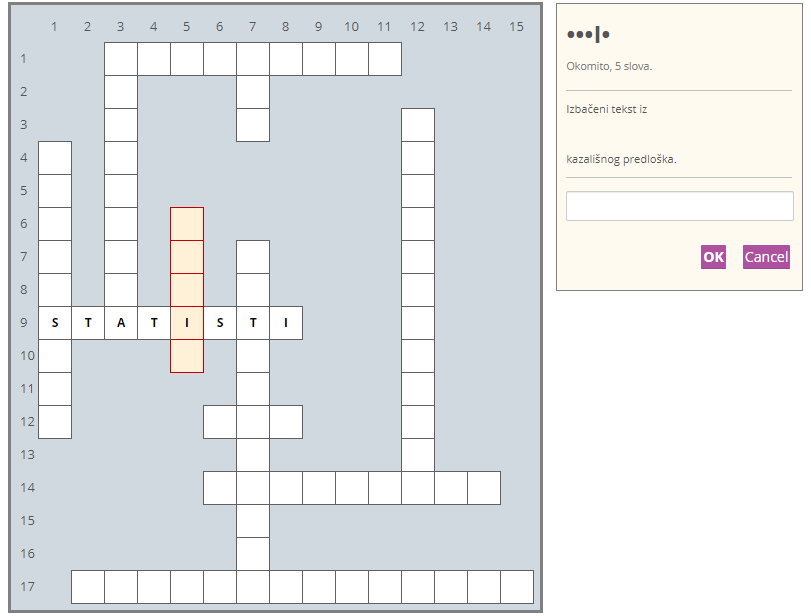 1 2 3 4 5 6 7 8 9 10 11 12 13 14 15
1
2
3
4
5
6
7
8
9 S T A T I S T I
10
11
12
13
14
15
16
17
•••I•
Okomito, 5 slova.
Izbačeni tekst iz
kazališnog predloška.
OK Cancel